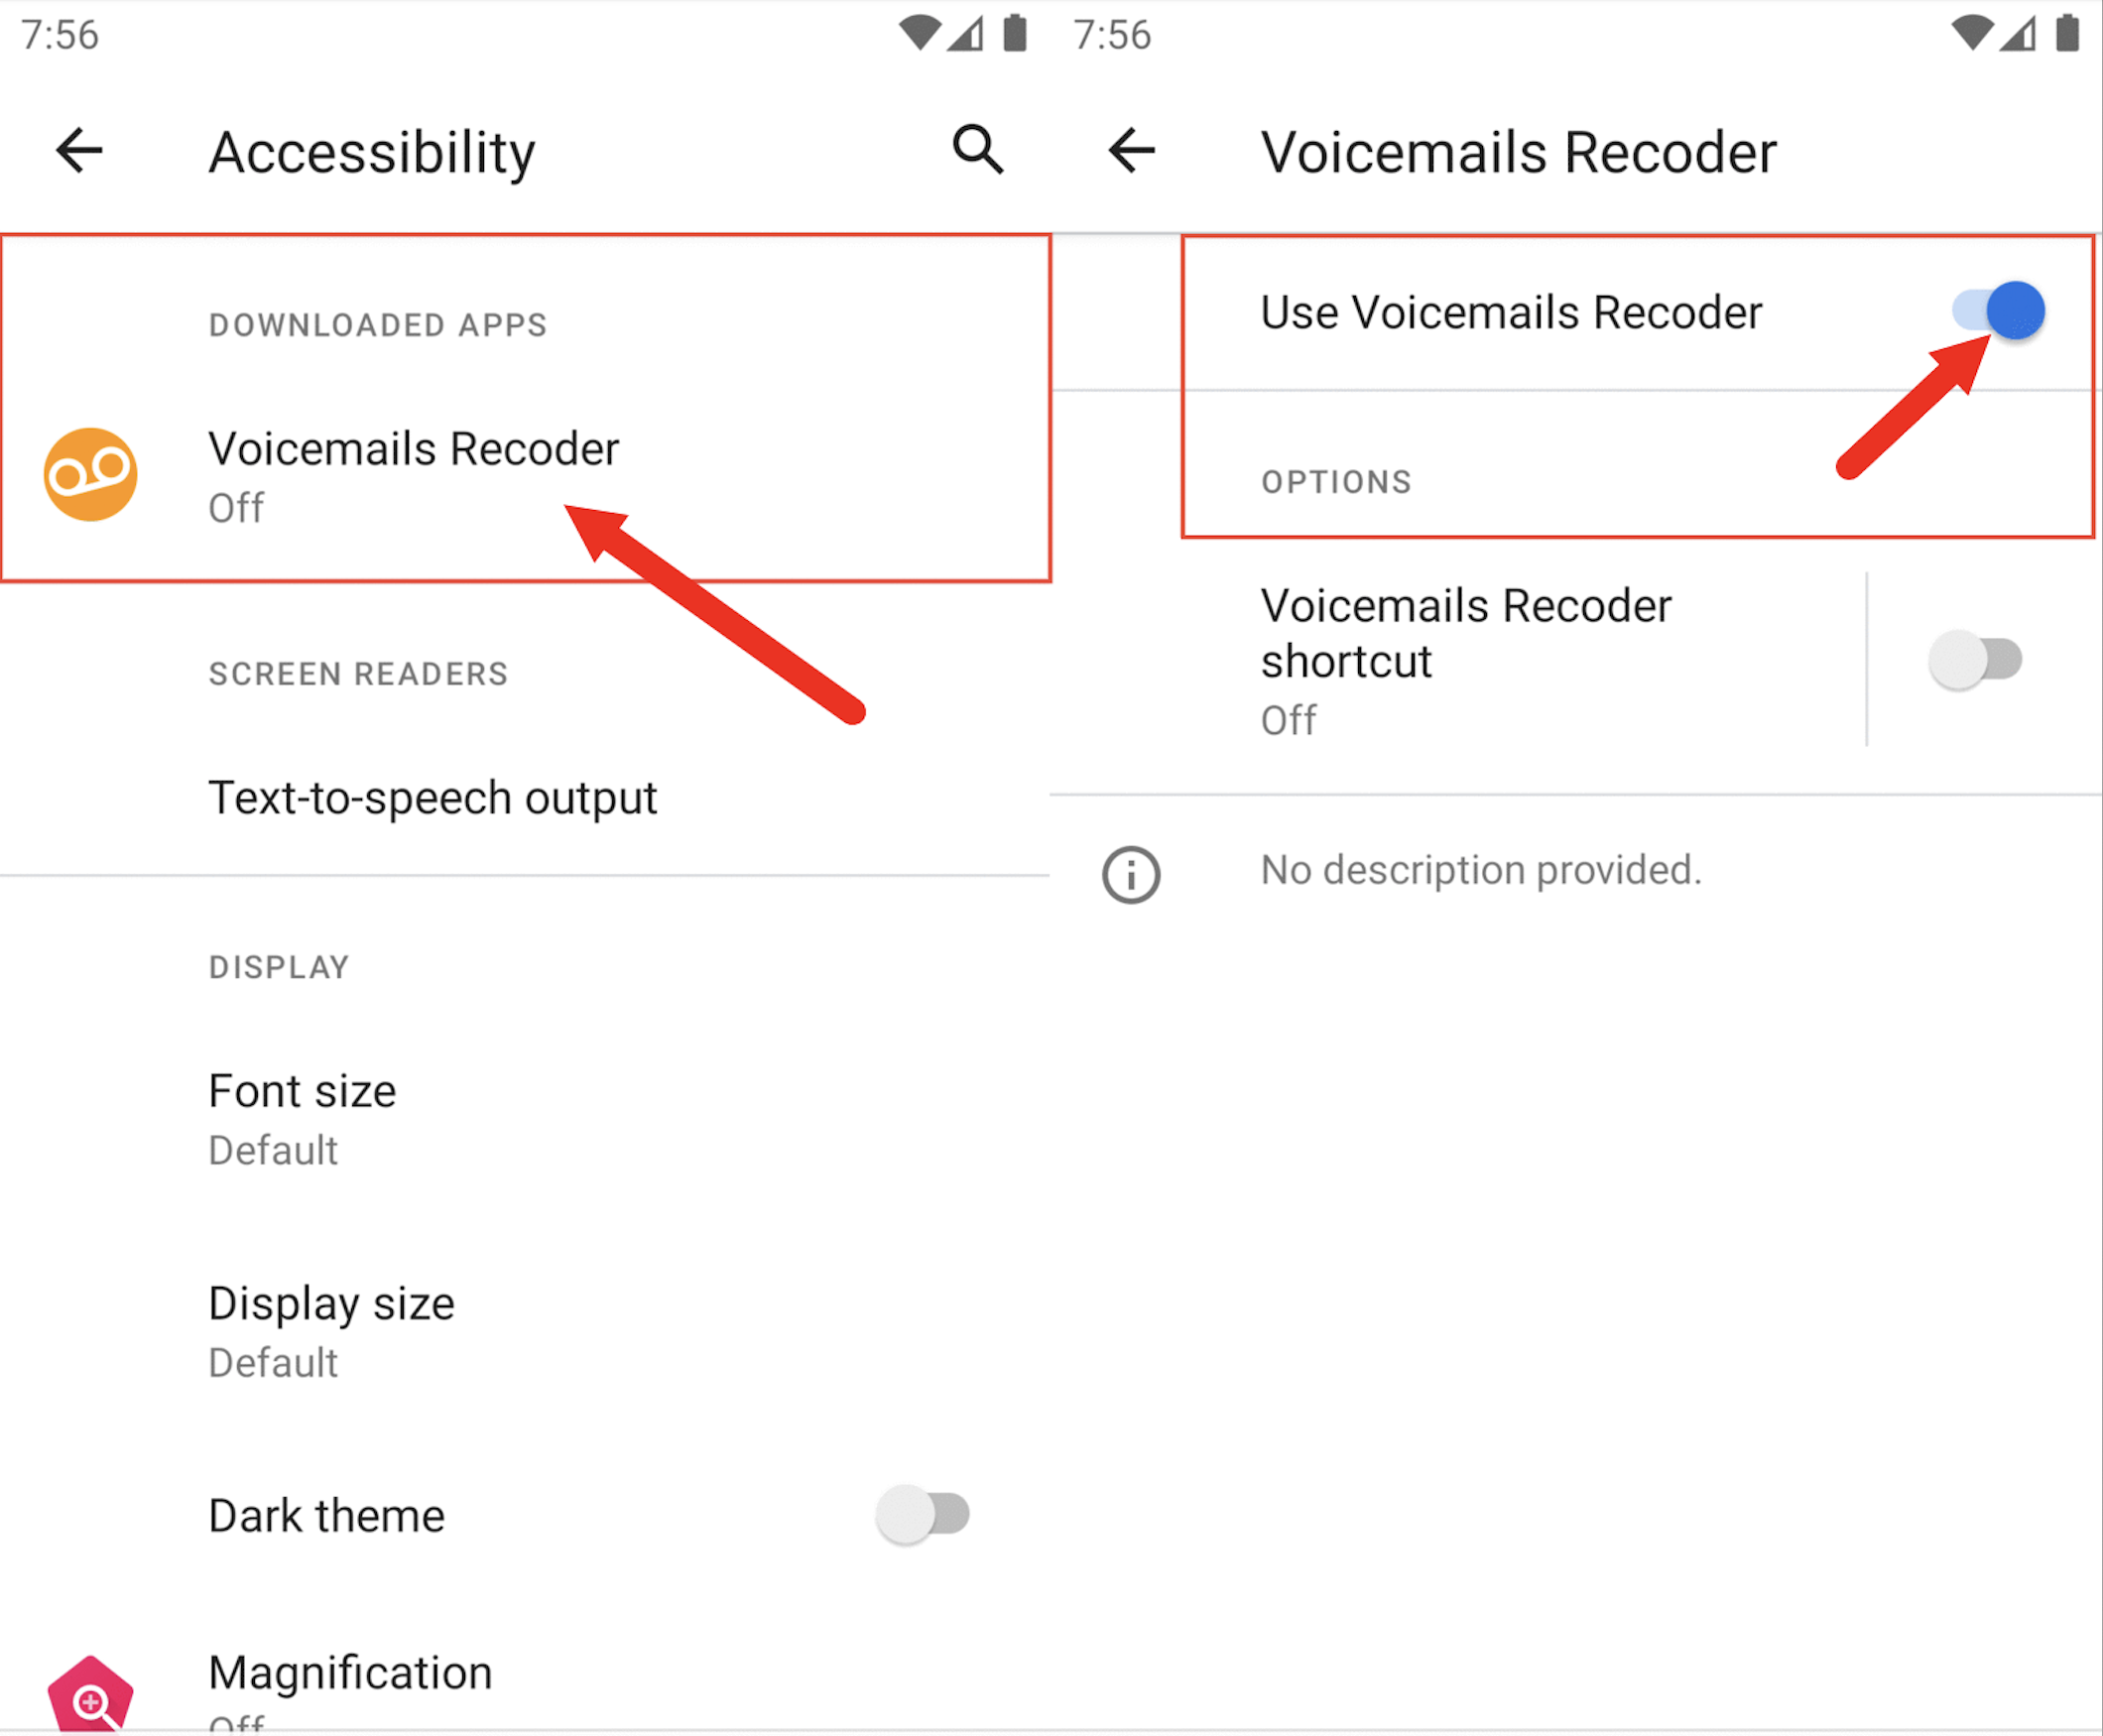 7:56
Accessibility
DOWNLOADED APPS
Voicemails Recoder
Off
SCREEN READERS
Text-to-speech output
DISPLAY
Font size
Default
Display size
Default
Dark theme
Magnification
Off
7:56
Voicemails Recoder
Use Voicemails Recoder
OPTIONS
Voicemails Recoder
shortcut
Off
No description provided.